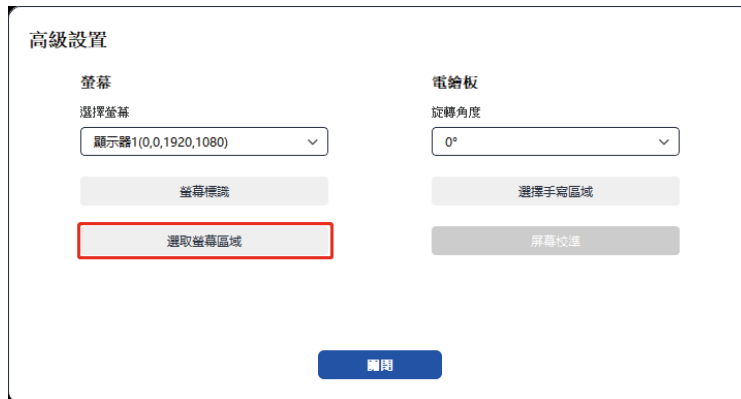 高級設置
螢幕
電繪板
選擇螢幕
旋轉角度
顯示器1(0,0,1920,1080)
0°
螢幕標識
選擇手寫區域
選取螢幕區域
屏幕校準
關閉